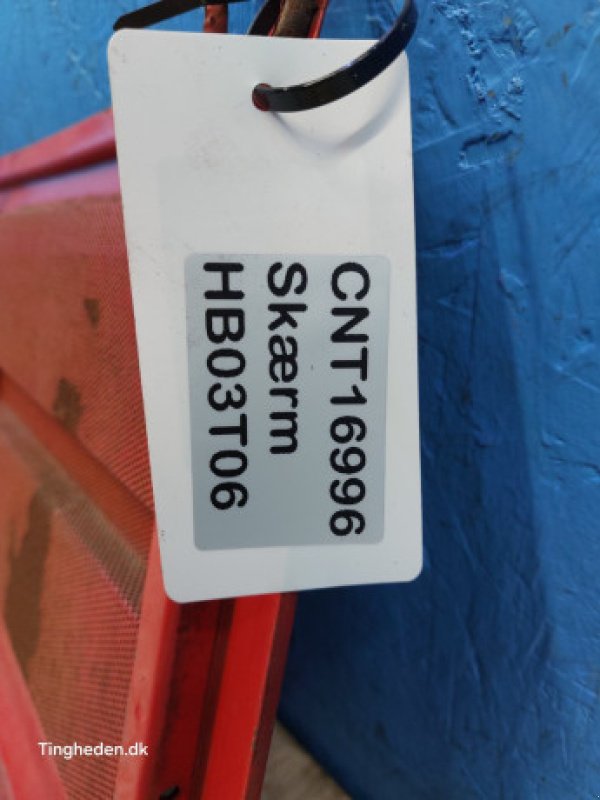 CNT16996
Skærm
HB03T06
Tingheden.dk